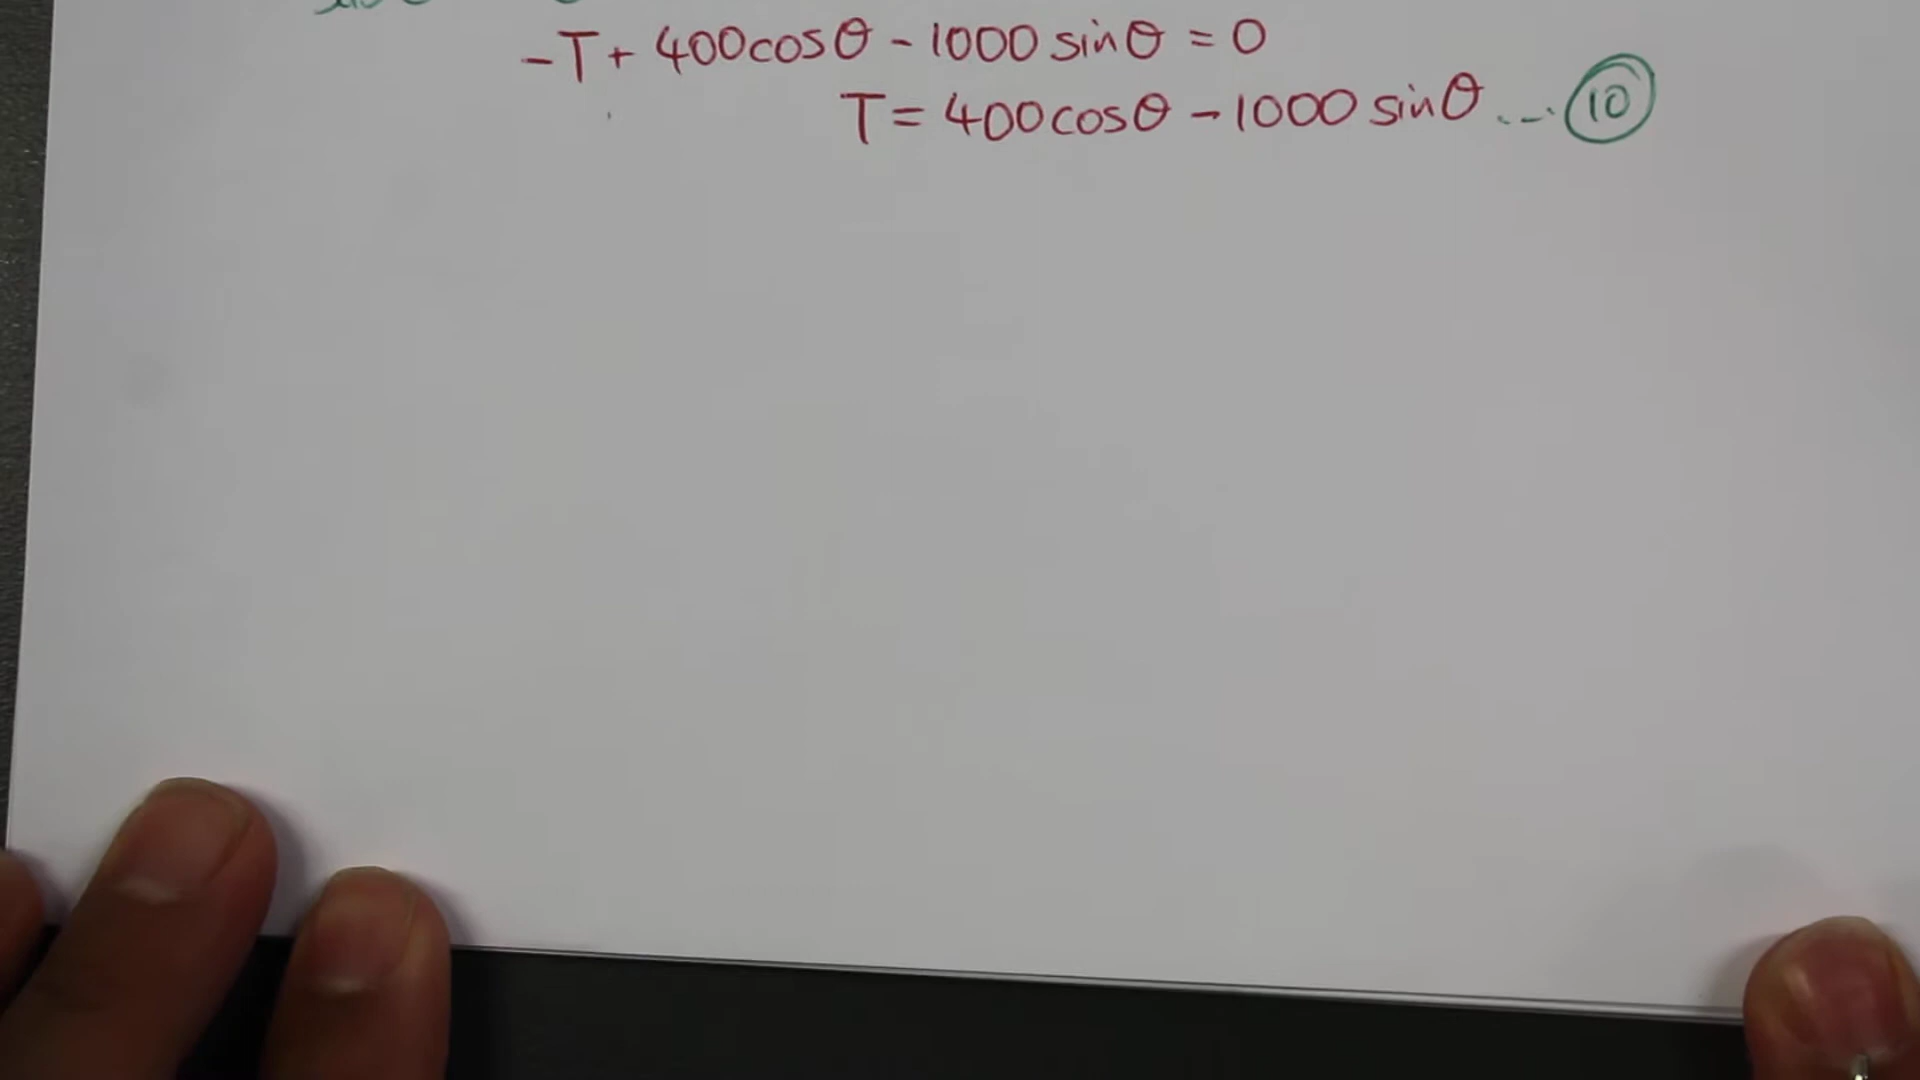 -T + 400cosθ - 1000 sinθ = 0
T = 400cosθ - 1000 sinθ ... ⑩